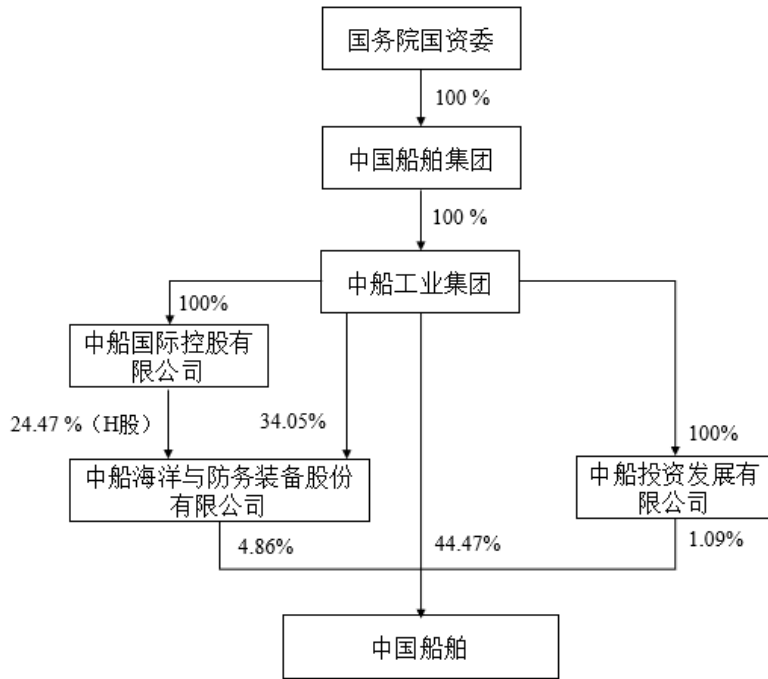 国务院国资委
100 %
中国船舶集团
100 %
中船工业集团
100%
中船国际控股有
限公司
24.47 %（H股）
34.05%
100%
中船海洋与防务装备股份
有限公司
中船投资发展有
限公司
4.86%
44.47%
1.09%
中国船舶